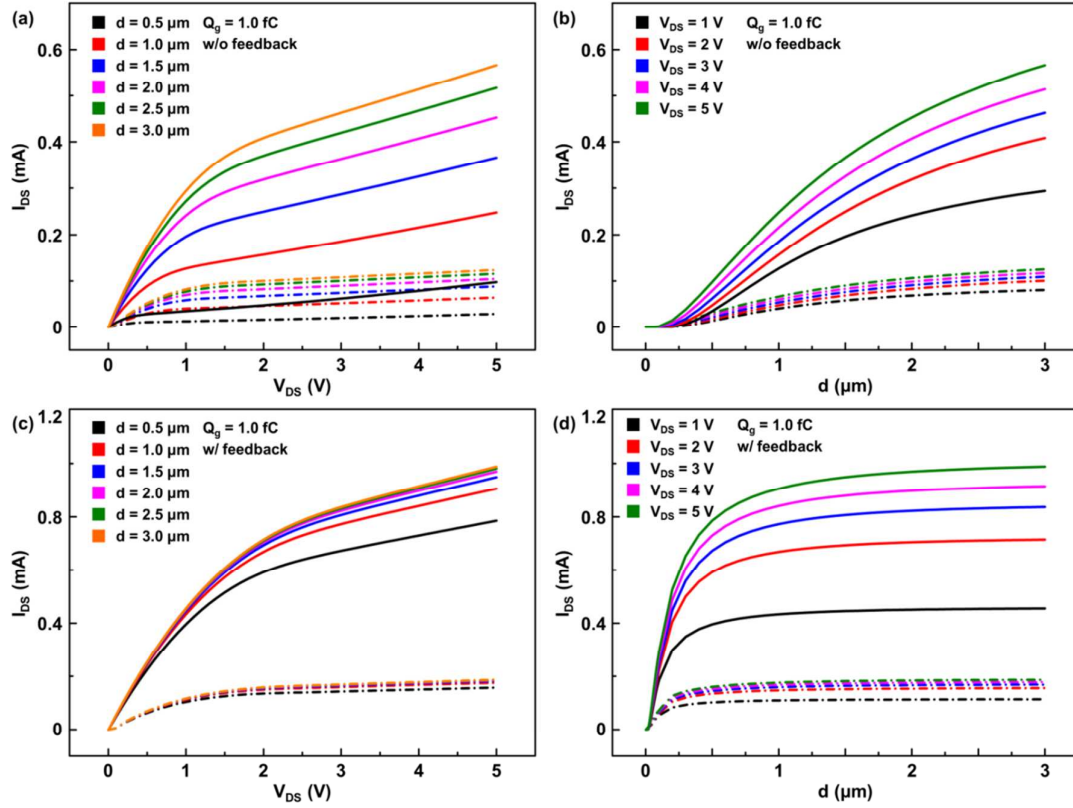 (a)
d = 0.5 μm Q_g = 1.0 fC
d = 1.0 μm w/o feedback
d = 1.5 μm
d = 2.0 μm
d = 2.5 μm
d = 3.0 μm
0.6
0.4
0.2
0
I_DS (mA)
0 1 2 3 4 5
V_DS (V)
(b)
V_DS = 1 V Q_g = 1.0 fC
V_DS = 2 V w/o feedback
V_DS = 3 V
V_DS = 4 V
V_DS = 5 V
0.6
0.4
0.2
0
I_DS (mA)
0 1 2 3
d (μm)
(c)
d = 0.5 μm Q_g = 1.0 fC
d = 1.0 μm w/ feedback
d = 1.5 μm
d = 2.0 μm
d = 2.5 μm
d = 3.0 μm
1.2
0.8
0.4
0
I_DS (mA)
0 1 2 3 4 5
V_DS (V)
(d)
V_DS = 1 V Q_g = 1.0 fC
V_DS = 2 V w/ feedback
V_DS = 3 V
V_DS = 4 V
V_DS = 5 V
1.2
0.8
0.4
0
I_DS (mA)
0 1 2 3
d (μm)